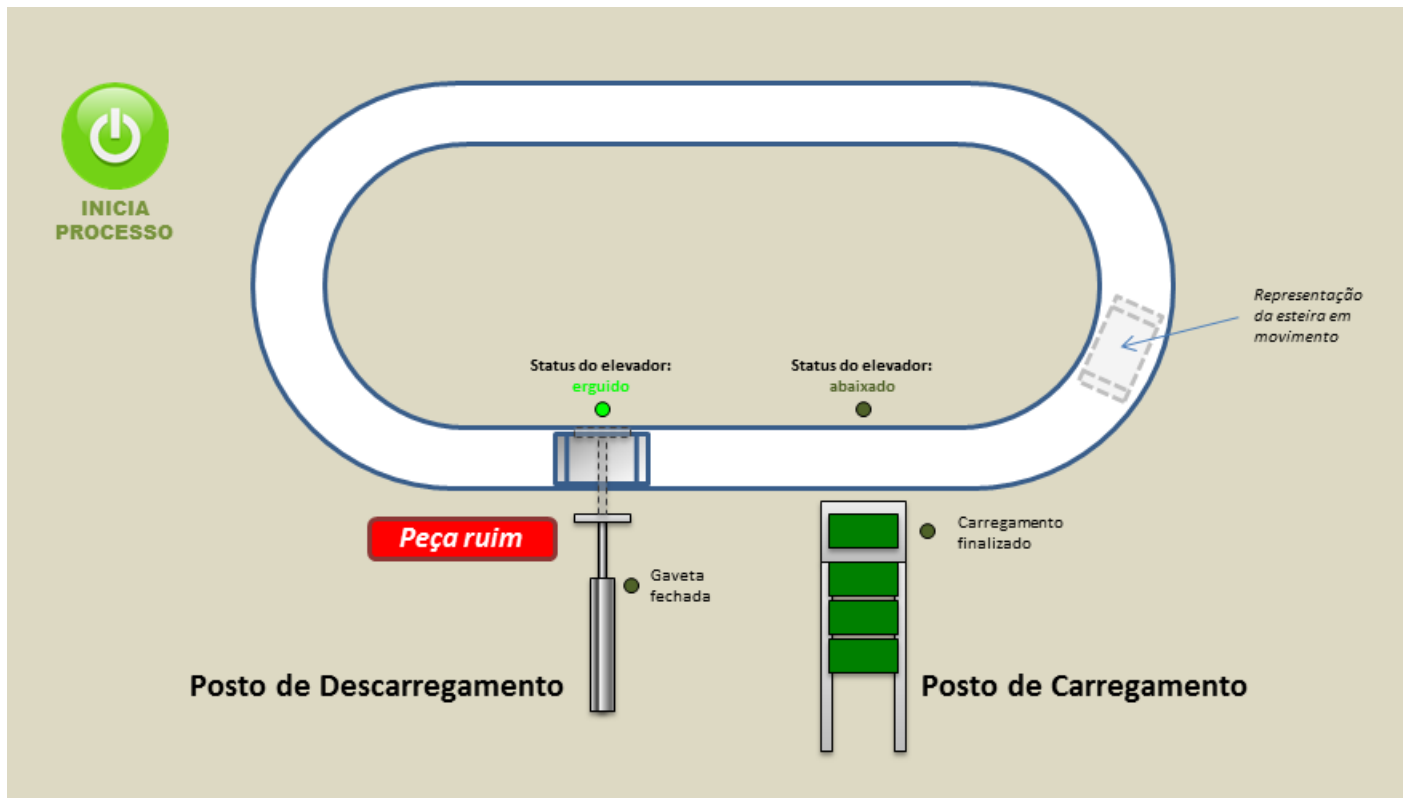 INICIA
PROCESSO
Representação
da esteira em
movimento
Status do elevador:
erguido
Status do elevador:
abaixado
Peça ruim
Carregamento
finalizado
Gaveta
fechada
Posto de Descarregamento
Posto de Carregamento